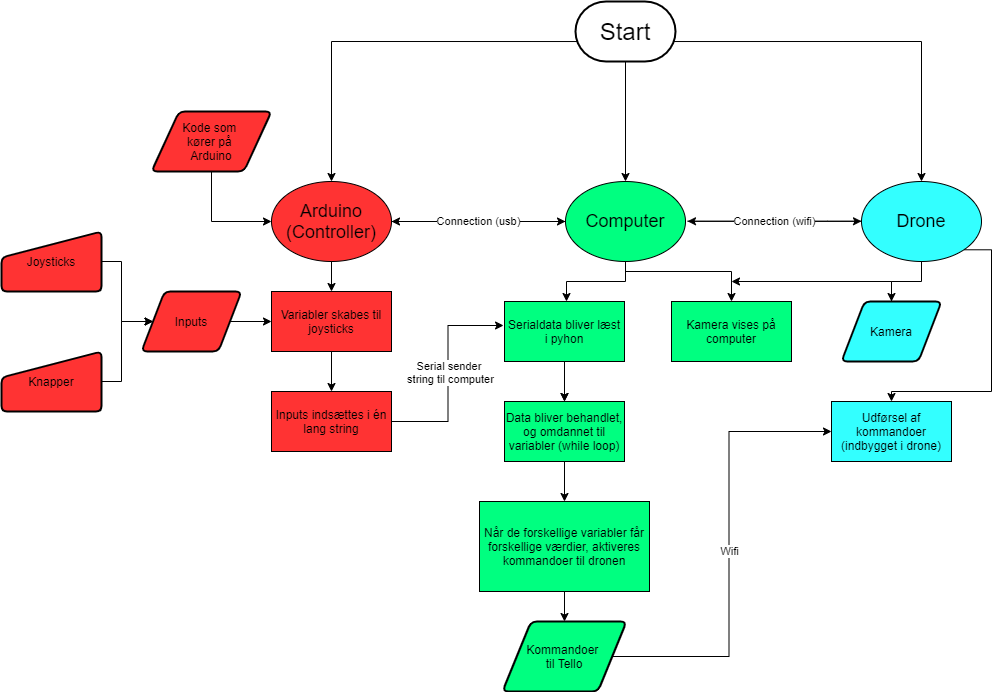 Start
Kode som
kører på
Arduino
Arduino
(Controller)
Connection (usb)
Computer
Connection (wifi)
Drone
Joysticks
Inputs
Knapper
Variabler skabes til
joysticks
Inputs indsættes i én
lang string
Serial sender
string til computer
Serialdata bliver læst
i pyhon
Kamera vises på
computer
Kamera
Data bliver behandlet,
og omdannet til
variabler (while loop)
Udførsel af
kommandoer
(indbygget i drone)
Når de forskellige variabler får
forskellige værdier, aktiveres
kommandoer til dronen
Wifi
Kommandoer
til Tello